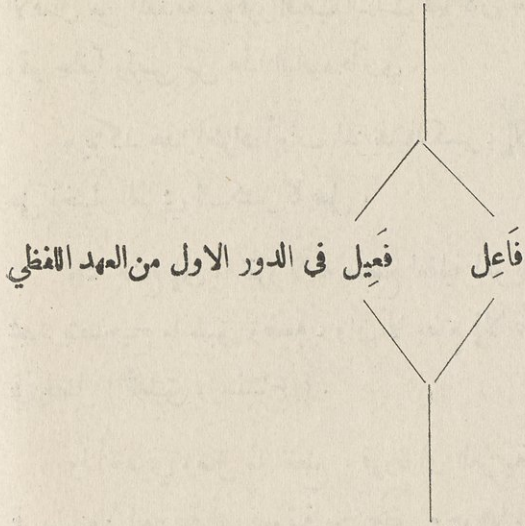 فَاعِل فَعِيل في الدور الاول من العهد اللفظي